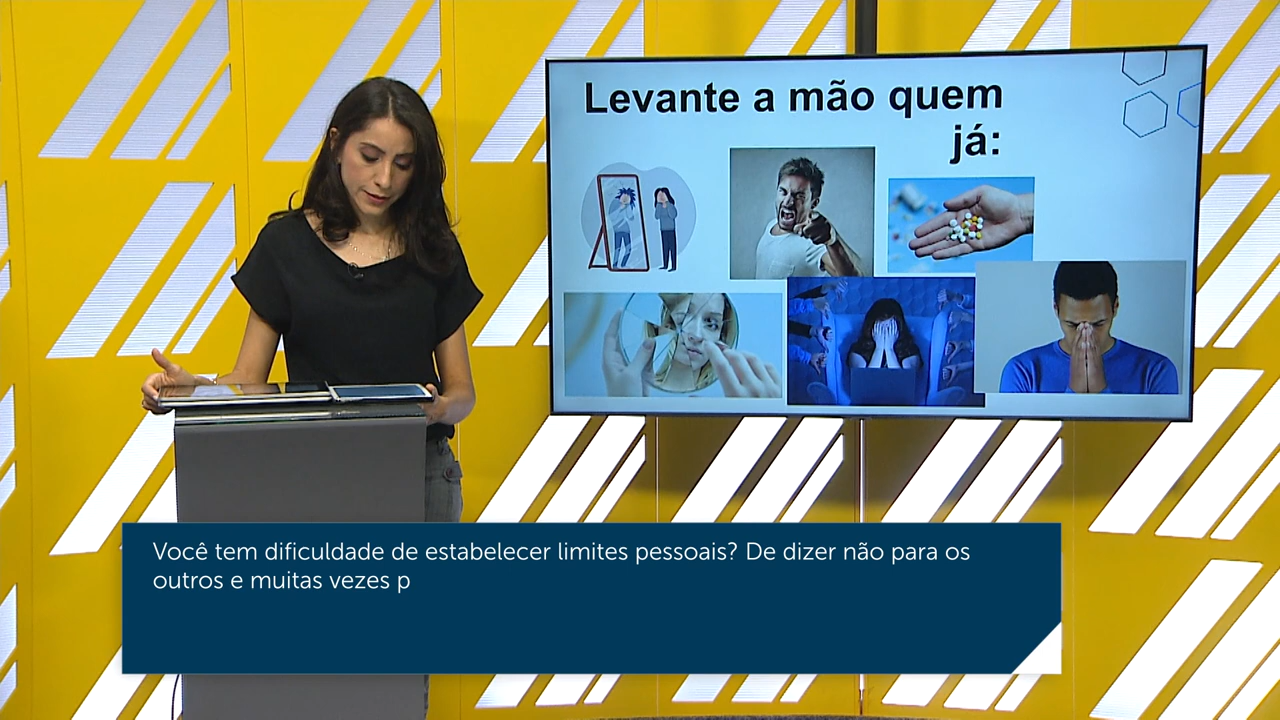 Levante a mão quem
já:
Você tem dificuldade de estabelecer limites pessoais? De dizer não para os
outros e muitas vezes p